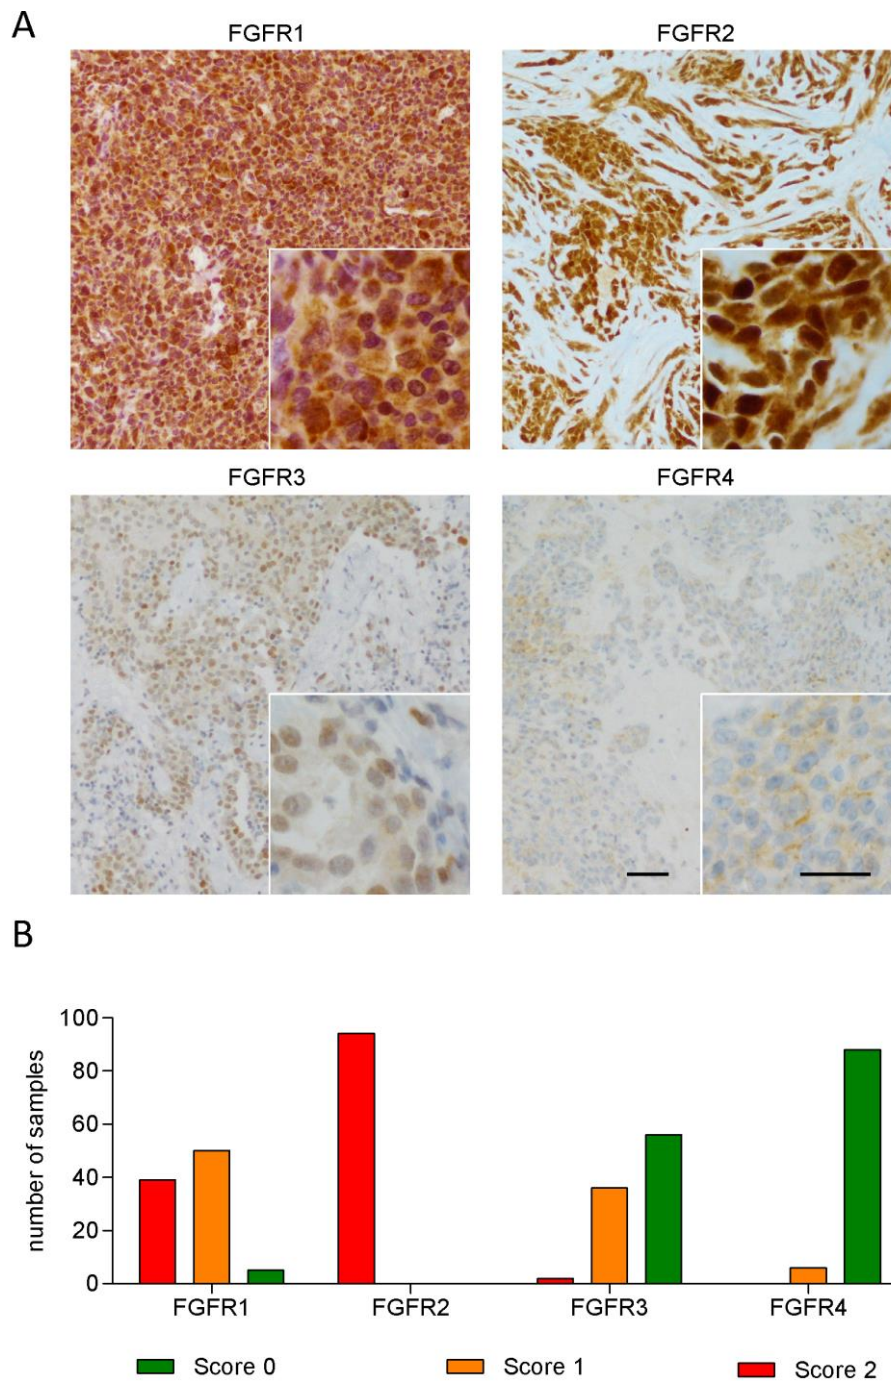 A
FGFR1 FGFR2
FGFR3 FGFR4
B
100
80
60
40
20
0
number of samples
FGFR1 FGFR2 FGFR3 FGFR4
Score 0 Score 1 Score 2